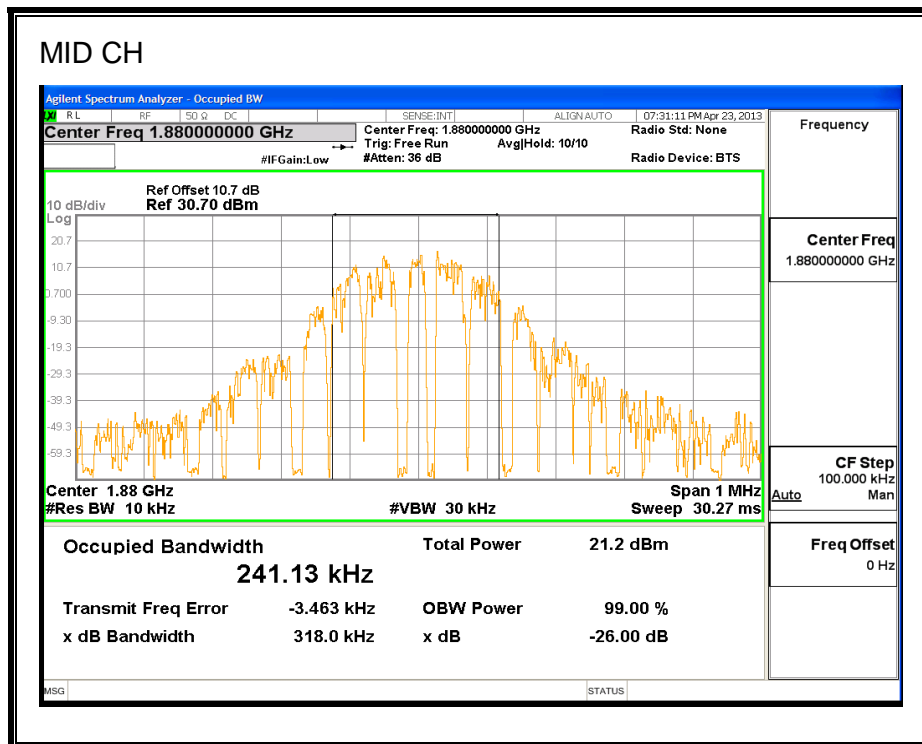 MID CH
Agilent Spectrum Analyzer - Occupied BW
LXI RL RF 50 Ω DC SENSE:INT ALIGN AUTO 07:31:11 PM Apr 23, 2013
Center Freq 1.880000000 GHz
Center Freq: 1.880000000 GHz
Radio Std: None
Trig: Free Run Avg|Hold: 10/10
#IFGain:Low
#Atten: 36 dB
Radio Device: BTS
Frequency
Ref Offset 10.7 dB
10 dB/div Ref 30.70 dBm
Log
20.7
10.7
0.700
-9.30
-19.3
-29.3
-39.3
-49.3
-59.3
Center 1.88 GHz Span 1 MHz
#Res BW 10 kHz #VBW 30 kHz Sweep 30.27 ms
Center Freq
1.880000000 GHz
CF Step
100.000 kHz
Auto Man
Freq Offset
0 Hz
Occupied Bandwidth Total Power 21.2 dBm
241.13 kHz
Transmit Freq Error -3.463 kHz OBW Power 99.00 %
x dB Bandwidth 318.0 kHz x dB -26.00 dB
MSG STATUS